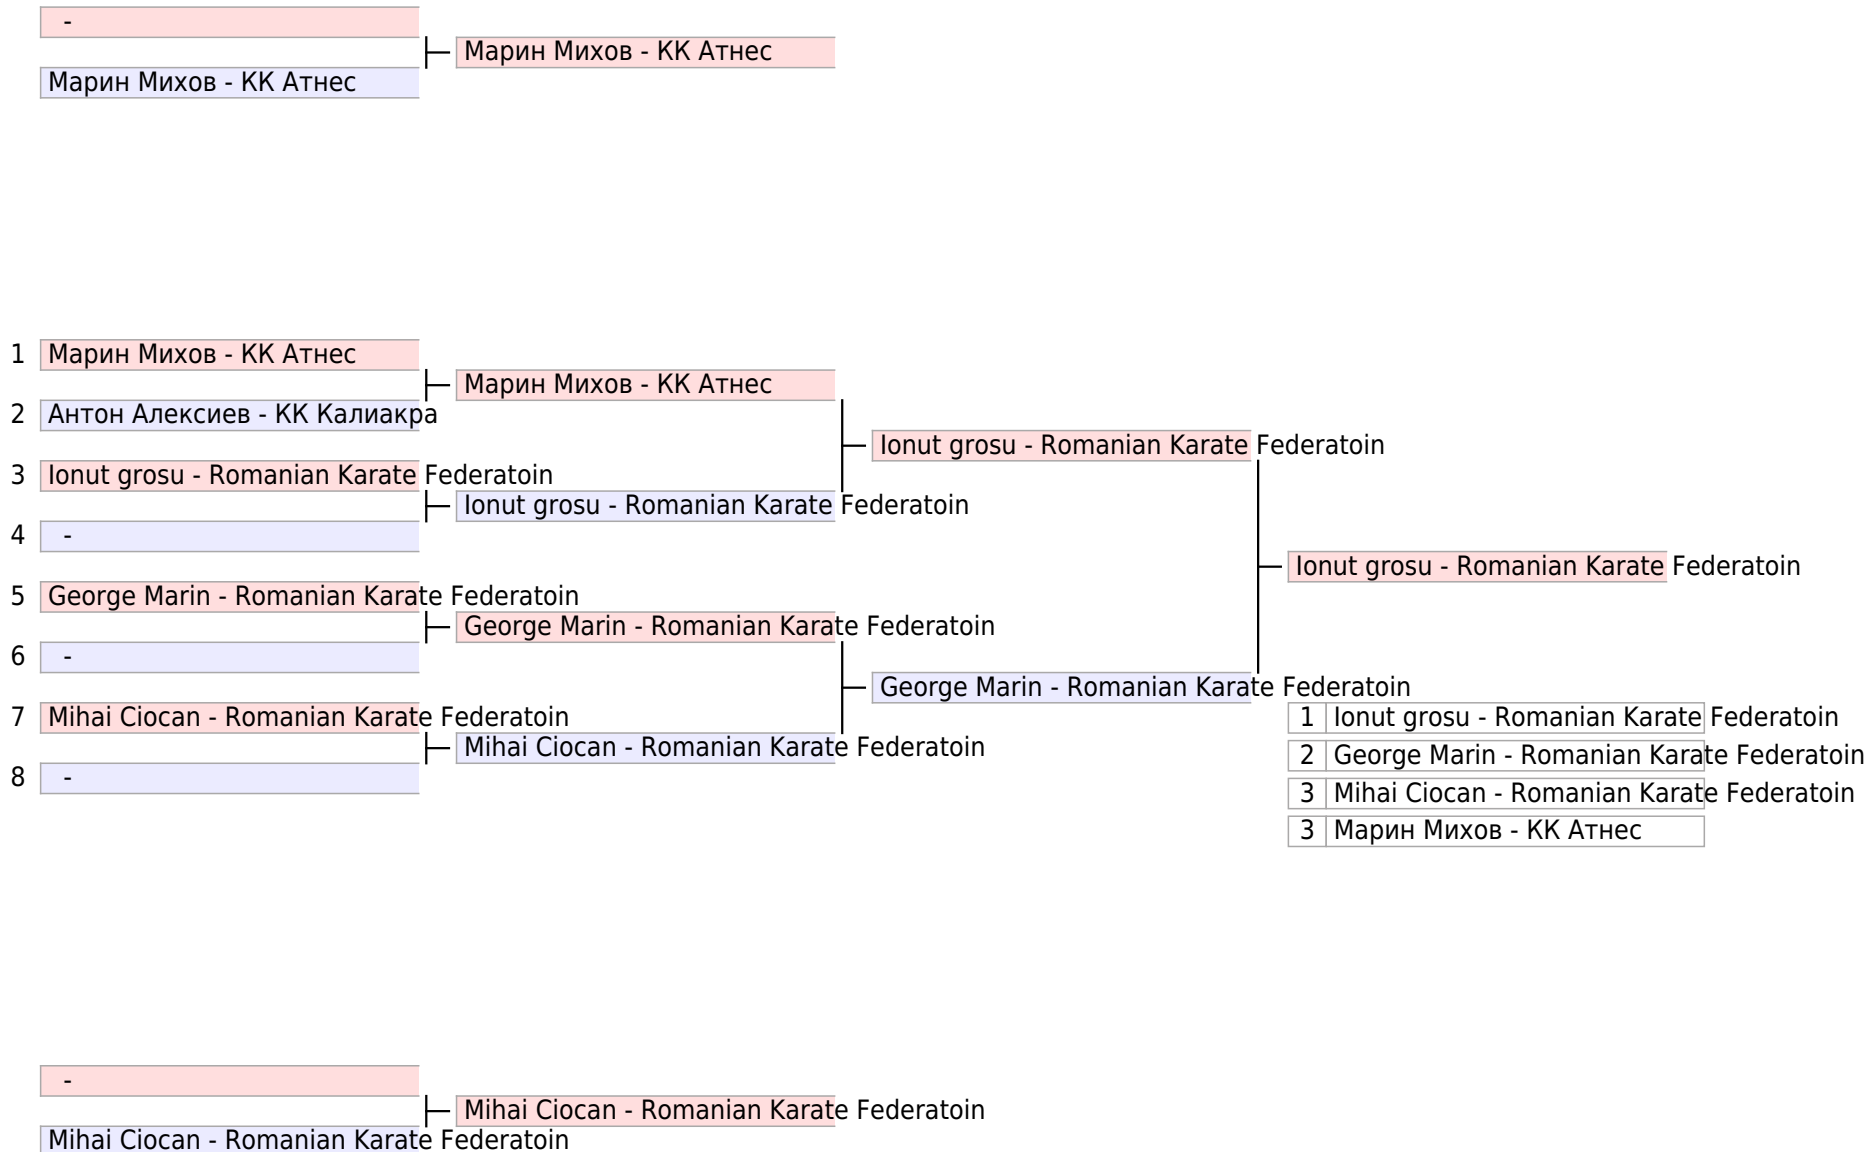 -
Марин Михов - КК Атнес
Марин Михов - КК Атнес
1 Марин Михов - КК Атнес
Марин Михов - КК Атнес
2 Антон Алексиев - КК Калиакра
Ionut grosu - Romanian Karate Federatoin
3 Ionut grosu - Romanian Karate Federatoin
Ionut grosu - Romanian Karate Federatoin
4 -
Ionut grosu - Romanian Karate Federatoin
5 George Marin - Romanian Karate Federatoin
George Marin - Romanian Karate Federatoin
6 -
George Marin - Romanian Karate Federatoin
7 Mihai Ciocan - Romanian Karate Federatoin
Mihai Ciocan - Romanian Karate Federatoin
8 -
1 Ionut grosu - Romanian Karate Federatoin
2 George Marin - Romanian Karate Federatoin
3 Mihai Ciocan - Romanian Karate Federatoin
3 Марин Михов - КК Атнес
-
Mihai Ciocan - Romanian Karate Federatoin
Mihai Ciocan - Romanian Karate Federatoin